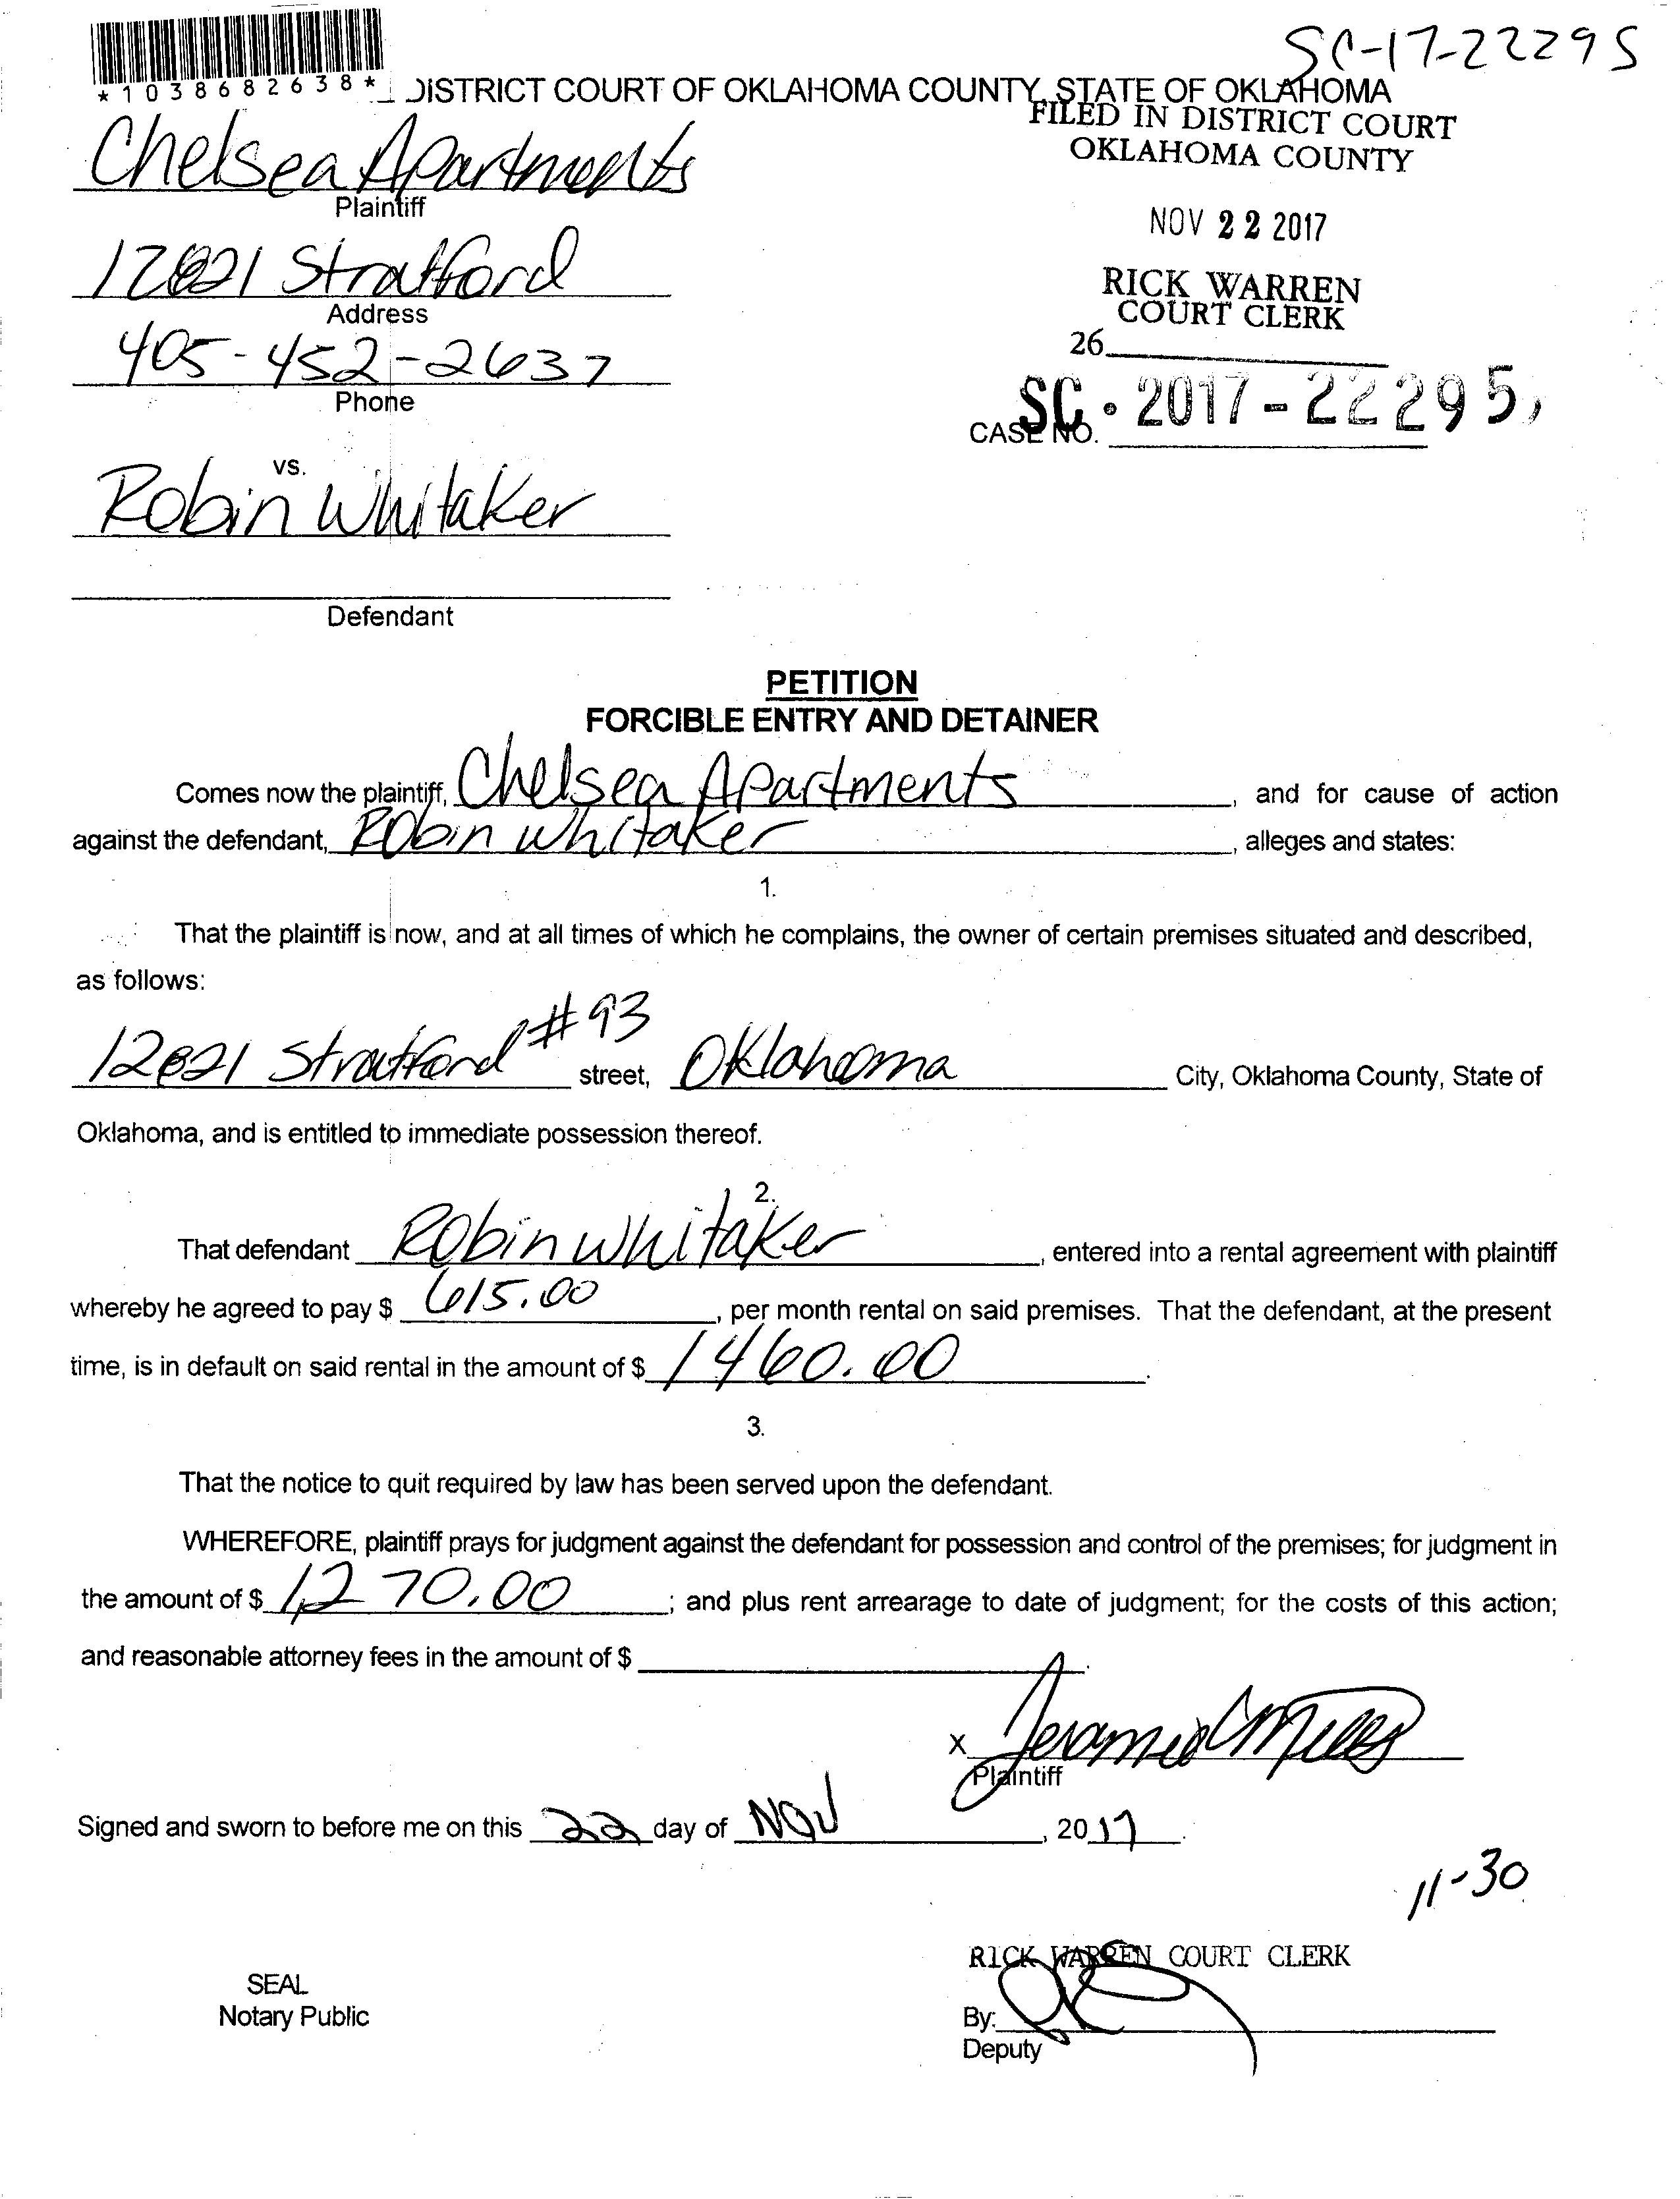 SC-17-22295
*1038682638*
DISTRICT COURT OF OKLAHOMA COUNTY, STATE OF OKLAHOMA
FILED IN DISTRICT COURT
OKLAHOMA COUNTY
Chelsea Apartments
Plaintiff
NOV 22 2017
12821 Stratford
Address
RICK WARREN
COURT CLERK
405-452-2637
Phone
26
SC-2017-22295,
CASE NO.
vs.
Robin Whitaker
Defendant
PETITION
FORCIBLE ENTRY AND DETAINER
Comes now the plaintiff, Chelsea Apartments, and for cause of action
against the defendant, Robin Whitaker, alleges and states:
1.
That the plaintiff is now, and at all times of which he complains, the owner of certain premises situated and described,
as follows:
12821 Stratford #93 street, Oklahoma City, Oklahoma County, State of
Oklahoma, and is entitled to immediate possession thereof.
2.
That defendant Robin Whitaker, entered into a rental agreement with plaintiff
whereby he agreed to pay $ 615.00, per month rental on said premises. That the defendant, at the present
time, is in default on said rental in the amount of $ 1460.00.
3.
That the notice to quit required by law has been served upon the defendant.
WHEREFORE, plaintiff prays for judgment against the defendant for possession and control of the premises; for judgment in
the amount of $ 1,270.00; and plus rent arrearage to date of judgment; for the costs of this action;
and reasonable attorney fees in the amount of $
X
Plaintiff
Signed and sworn to before me on this 22 day of Nov, 2017.
11-30
RICK WARREN COURT CLERK
SEAL
Notary Public
By:
Deputy